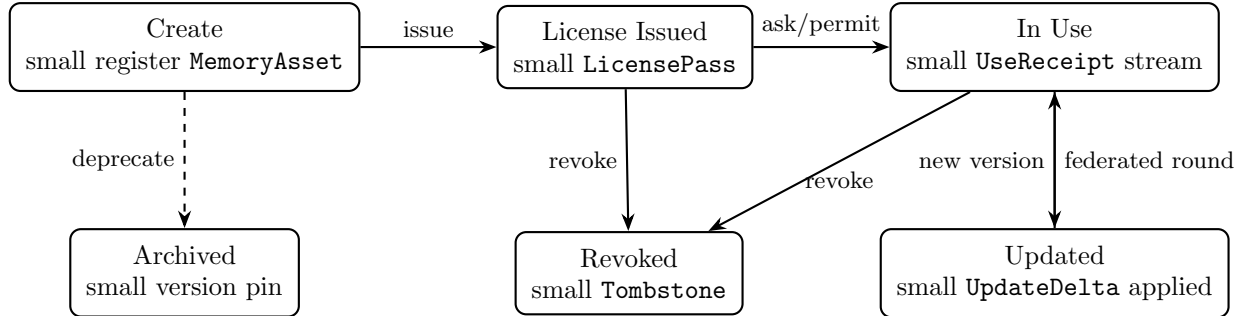 Create
small register MemoryAsset
issue
License Issued
small LicensePass
ask/permit
In Use
small UseReceipt stream
deprecate
revoke
revoke
new version
federated round
Archived
small version pin
Revoked
small Tombstone
Updated
small UpdateDelta applied